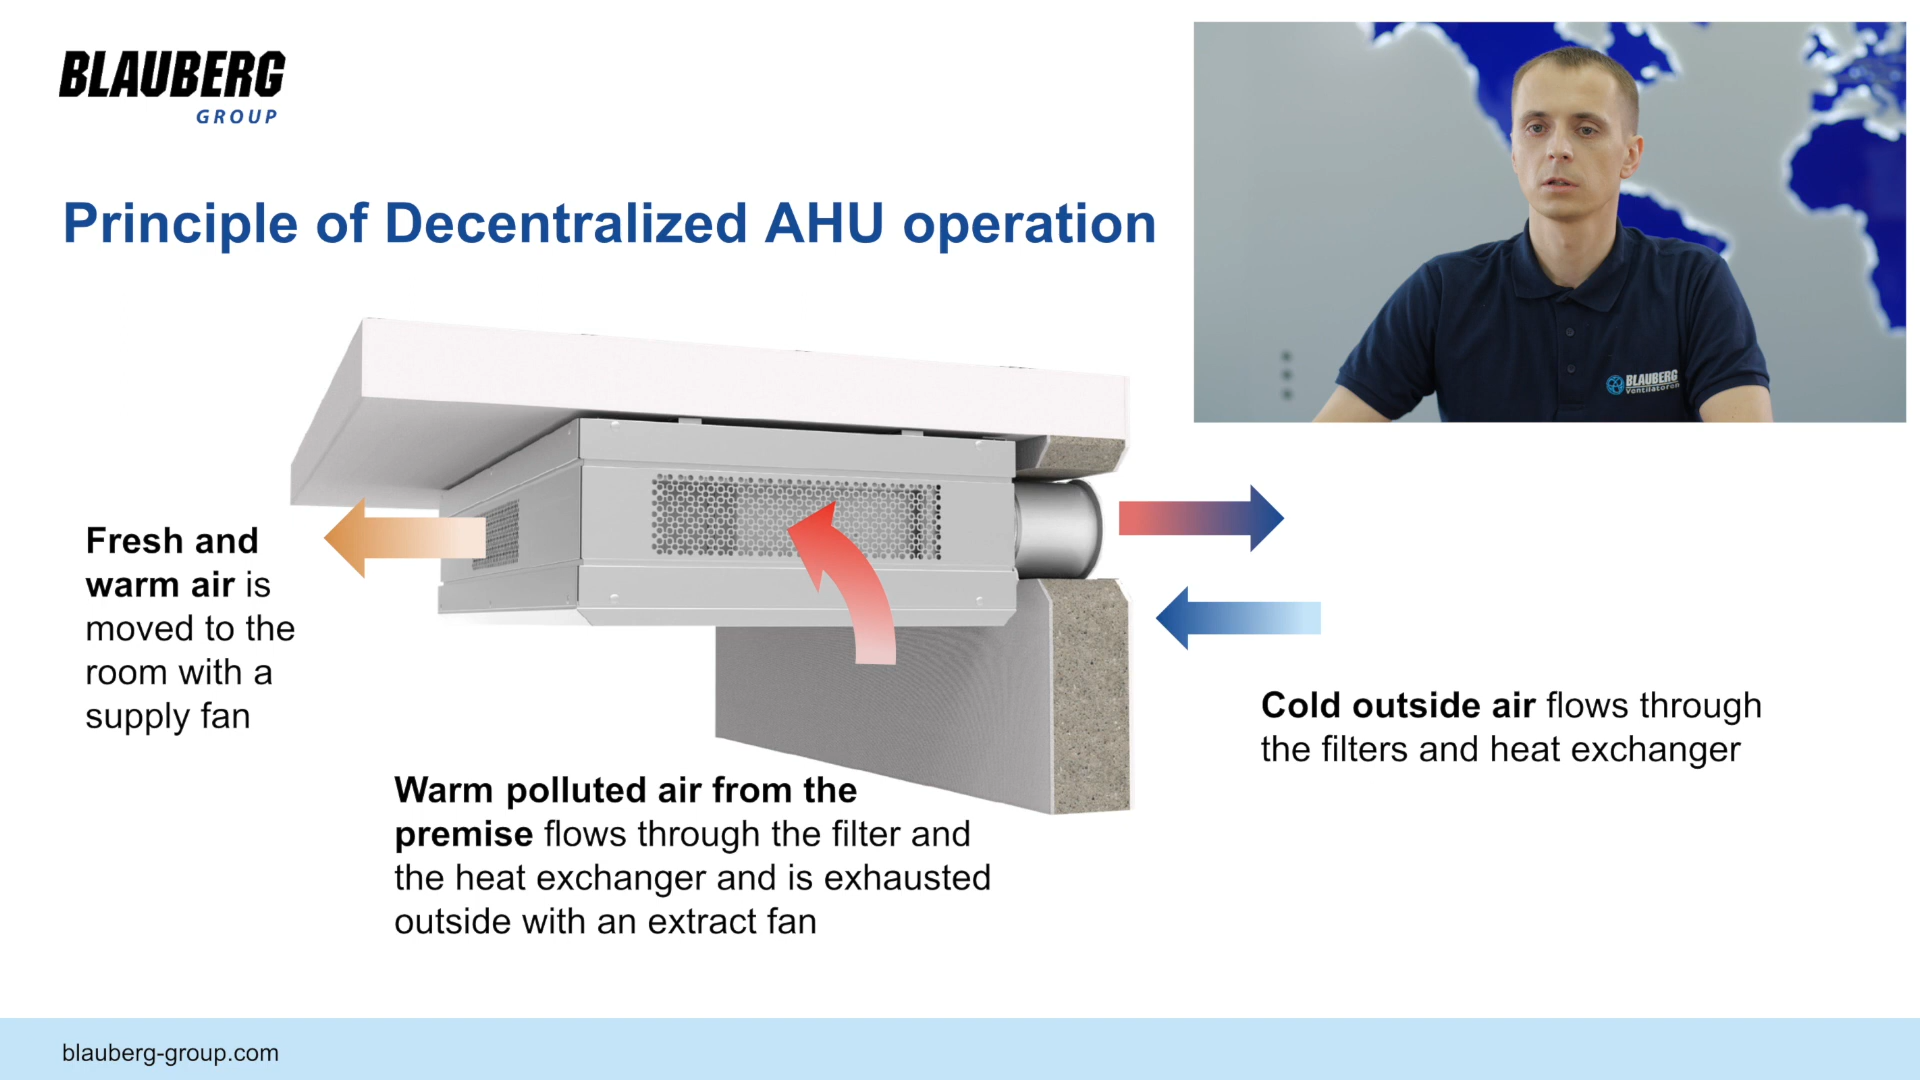 BLAUBERG
GROUP
Principle of Decentralized AHU operation
BLAUBERG
Ventilatoren
Fresh and
warm air is
moved to the
room with a
supply fan
Warm polluted air from the
premise flows through the filter and
the heat exchanger and is exhausted
outside with an extract fan
Cold outside air flows through
the filters and heat exchanger
blauberg-group.com